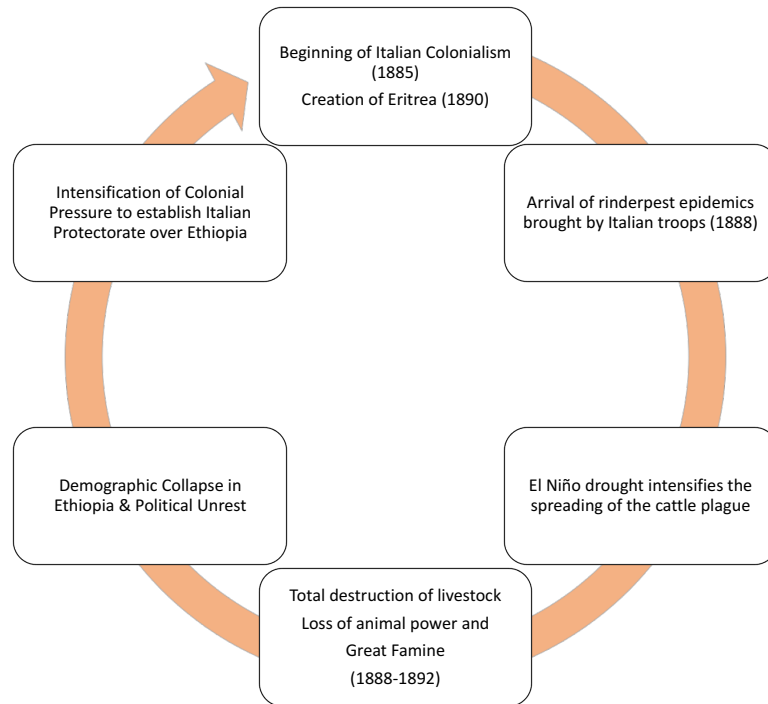 Beginning of Italian Colonialism
(1885)
Creation of Eritrea (1890)
Arrival of rinderpest epidemics
brought by Italian troops (1888)
El Niño drought intensifies the
spreading of the cattle plague
Total destruction of livestock
Loss of animal power and
Great Famine
(1888-1892)
Demographic Collapse in
Ethiopia & Political Unrest
Intensification of Colonial
Pressure to establish Italian
Protectorate over Ethiopia